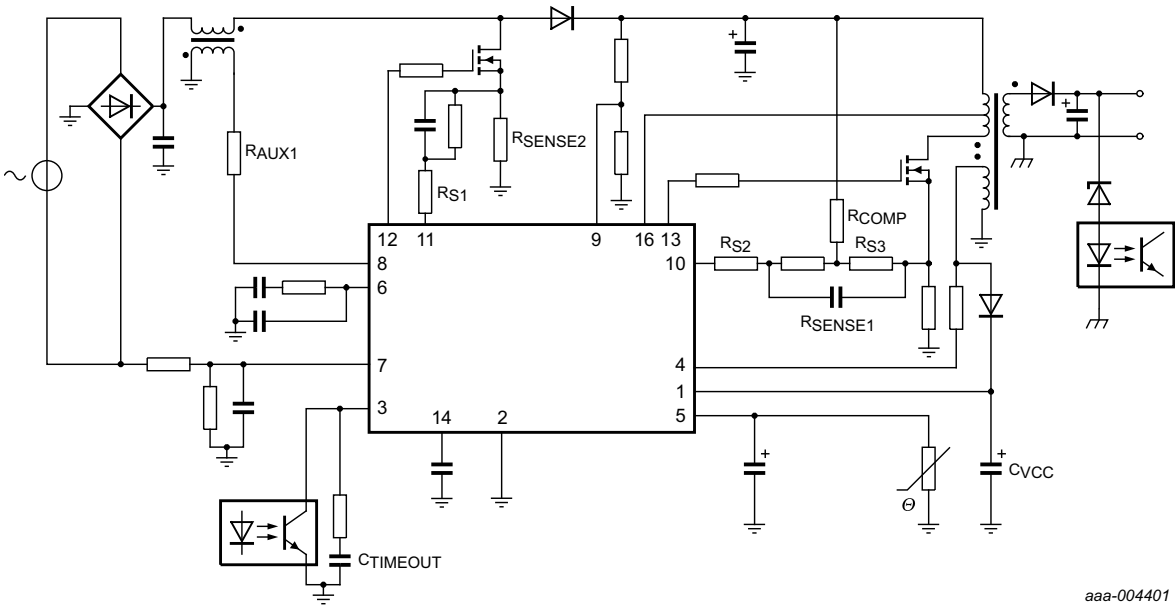 RAUX1
RSENSE2
RS1
12
11
9
16
13
RCOMP
8
10
RS2
RS3
6
RSENSE1
7
4
1
3
14
2
5
CVCC
Θ
CTIMEOUT
aaa-004401